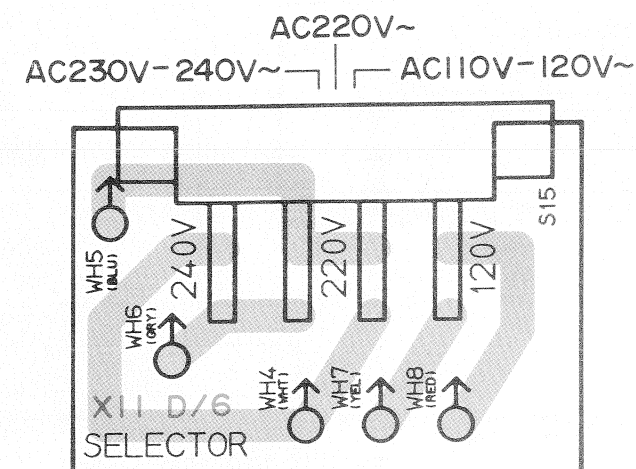 AC220V~
AC230V-240V~
AC110V-120V~
S15
240V
220V
120V
WH5
(BLU)
WH6
(GRY)
WH4
(WHT)
WH7
(YEL)
WH8
(RED)
X11 D/6
SELECTOR